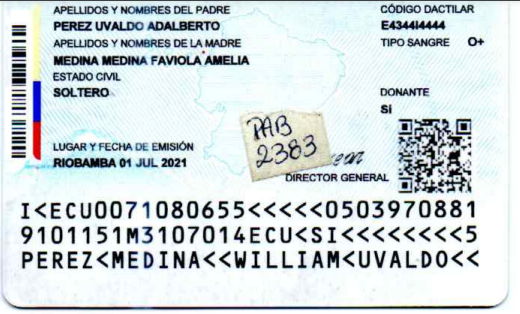 APELLIDOS Y NOMBRES DEL PADRE
PEREZ UVALDO ADALBERTO
APELLIDOS Y NOMBRES DE LA MADRE
MEDINA MEDINA FAVIOLA AMELIA
ESTADO CIVIL
SOLTERO
CÓDIGO DACTILAR
E4344I4444
TIPO SANGRE O+
DONANTE
Si
PAB
2383
LUGAR Y FECHA DE EMISIÓN
RIOBAMBA 01 JUL 2021
DIRECTOR GENERAL
I<ECU0071080655<<<<<<0503970881
9101151M3107014ECU<SI<<<<<<<<<5
PEREZ<MEDINA<<WILLIAM<UVALDO<<